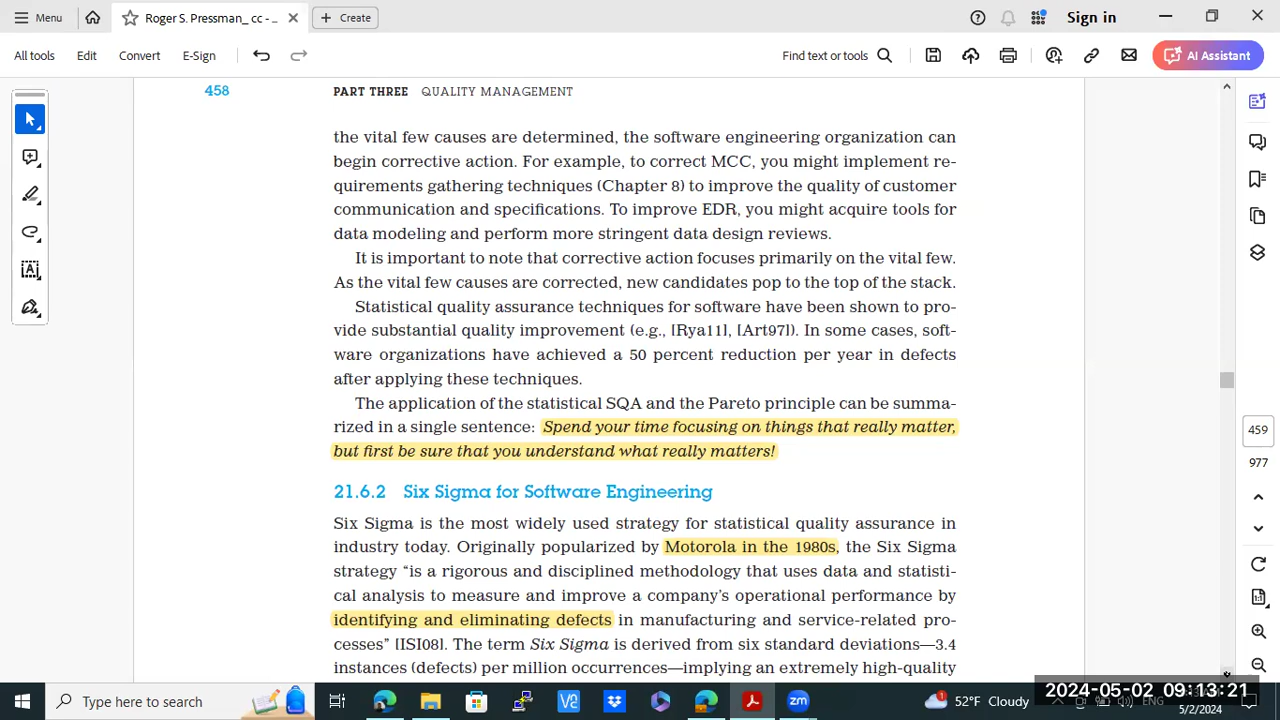 Menu
Roger S. Pressman_ cc - ...
Create
Sign in
All tools
Edit
Convert
E-Sign
Find text or tools
AI Assistant
458
PART THREE QUALITY MANAGEMENT
the vital few causes are determined, the software engineering organization can
begin corrective action. For example, to correct MCC, you might implement re-
quirements gathering techniques (Chapter 8) to improve the quality of customer
communication and specifications. To improve EDR, you might acquire tools for
data modeling and perform more stringent data design reviews.
It is important to note that corrective action focuses primarily on the vital few.
As the vital few causes are corrected, new candidates pop to the top of the stack.
Statistical quality assurance techniques for software have been shown to pro-
vide substantial quality improvement (e.g., [Rya11], [Art97]). In some cases, soft-
ware organizations have achieved a 50 percent reduction per year in defects
after applying these techniques.
The application of the statistical SQA and the Pareto principle can be summa-
rized in a single sentence: Spend your time focusing on things that really matter,
but first be sure that you understand what really matters!
21.6.2 Six Sigma for Software Engineering
Six Sigma is the most widely used strategy for statistical quality assurance in
industry today. Originally popularized by Motorola in the 1980s, the Six Sigma
strategy “is a rigorous and disciplined methodology that uses data and statisti-
cal analysis to measure and improve a company’s operational performance by
identifying and eliminating defects in manufacturing and service-related pro-
cesses” [ISI08]. The term Six Sigma is derived from six standard deviations—3.4
instances (defects) per million occurrences—implying an extremely high-quality
459
977
Type here to search
1
52°F Cloudy
ENG
5/2/2024
2024-05-02 09:13:21